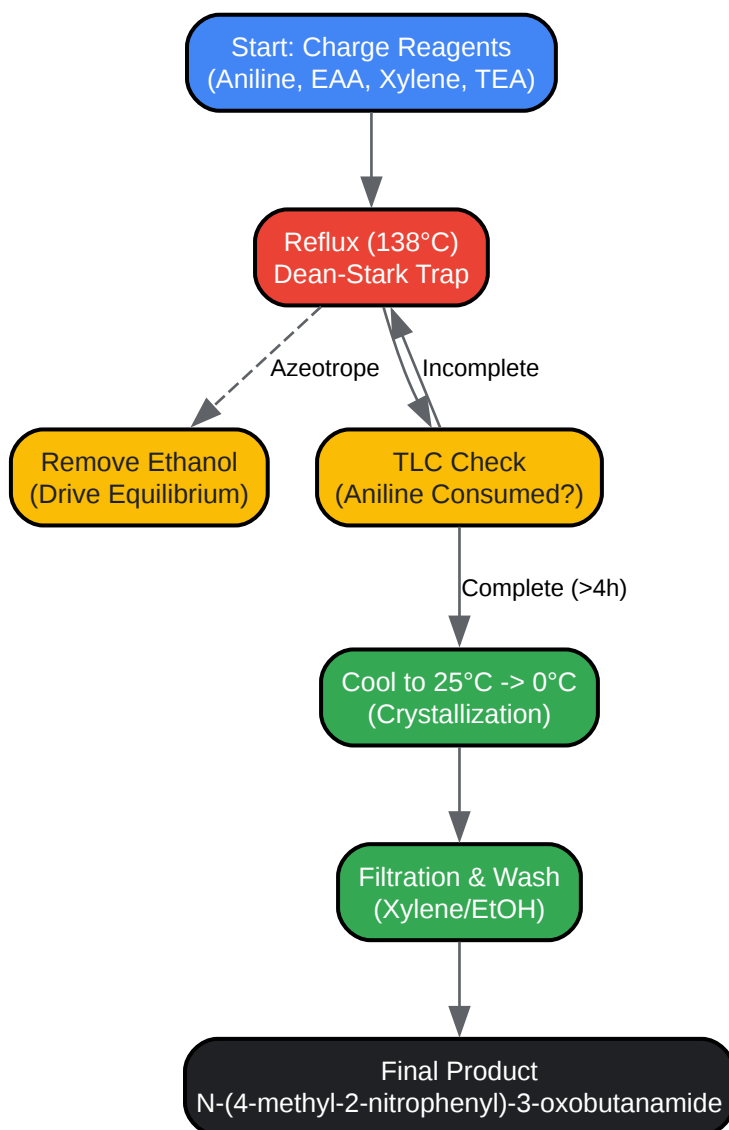 Start: Charge Reagents
(Aniline, EAA, Xylene, TEA)
Reflux (138°C)
Dean-Stark Trap
Azeotrope
Incomplete
Remove Ethanol
(Drive Equilibrium)
TLC Check
(Aniline Consumed?)
Complete (>4h)
Cool to 25°C -> 0°C
(Crystallization)
Filtration & Wash
(Xylene/EtOH)
Final Product
N-(4-methyl-2-nitrophenyl)-3-oxobutanamide